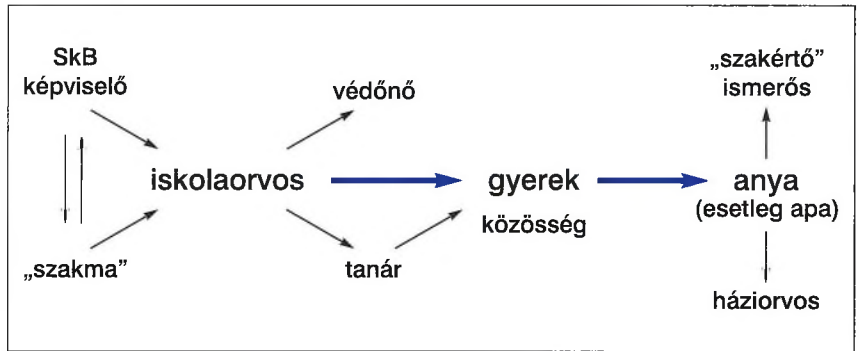 SkB
képviselő
védőnő
„szakértő”
ismerős
iskolaorvos
gyerek
közösség
anya
(esetleg apa)
„szakma”
tanár
háziorvos